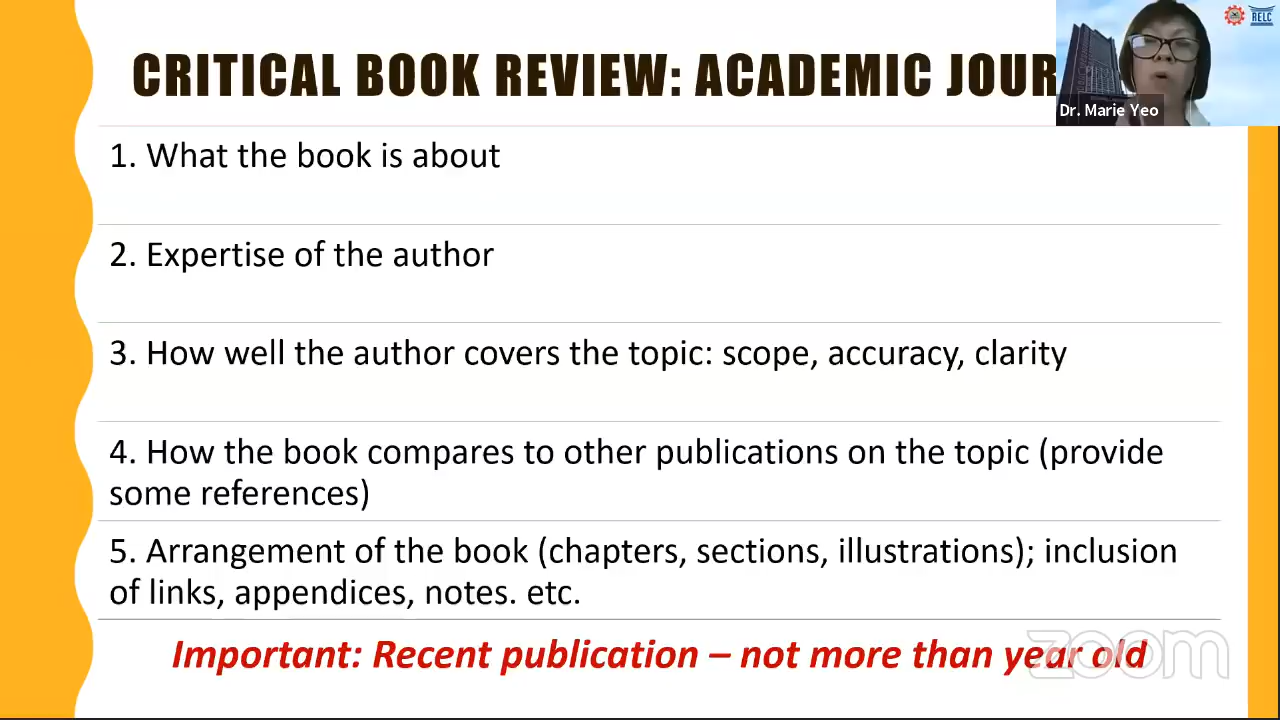 CRITICAL BOOK REVIEW: ACADEMIC JOUR
RELC
Dr. Marie Yeo
1. What the book is about
2. Expertise of the author
3. How well the author covers the topic: scope, accuracy, clarity
4. How the book compares to other publications on the topic (provide
some references)
5. Arrangement of the book (chapters, sections, illustrations); inclusion
of links, appendices, notes. etc.
Important: Recent publication – not more than year old
zoom